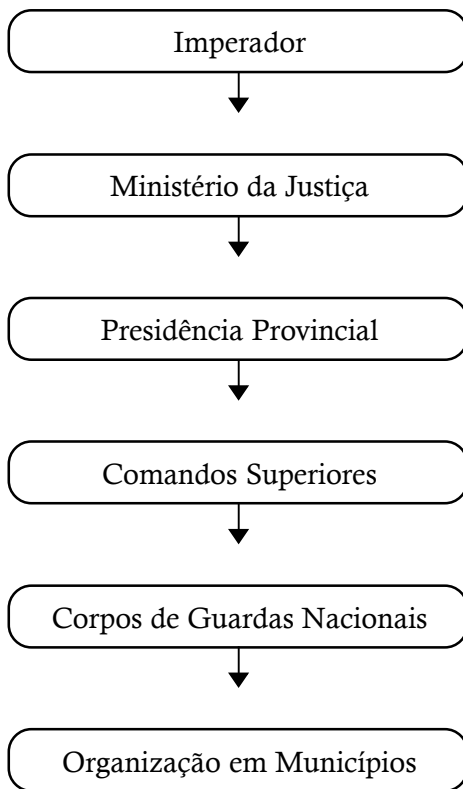 Imperador
Ministério da Justiça
Presidência Provincial
Comandos Superiores
Corpos de Guardas Nacionais
Organização em Municípios